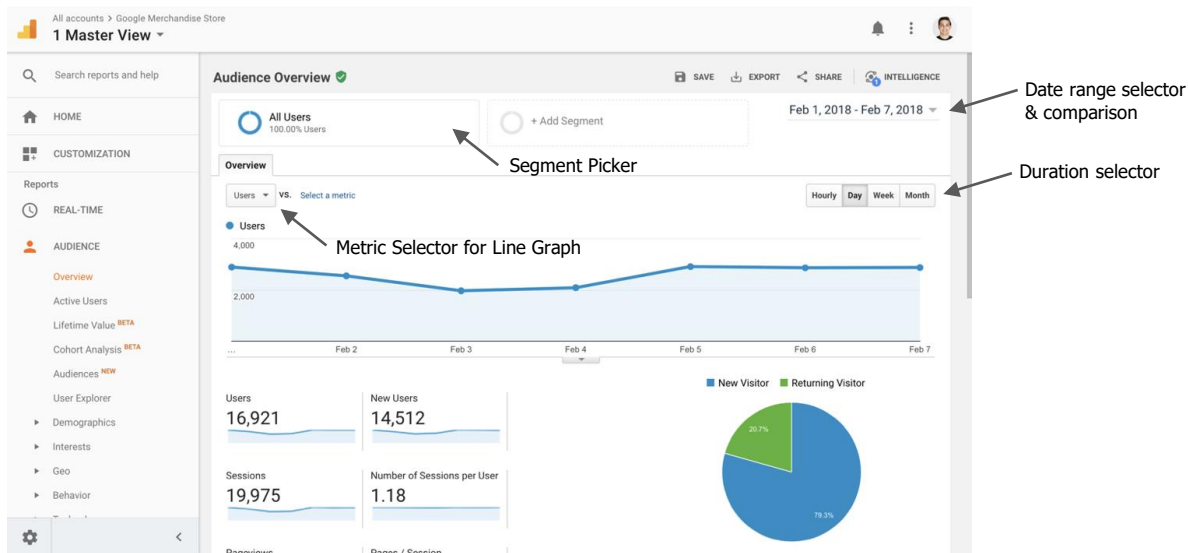 All accounts > Google Merchandise Store
1 Master View
Search reports and help
HOME
CUSTOMIZATION
Reports
REAL-TIME
AUDIENCE
Overview
Active Users
Lifetime Value BETA
Cohort Analysis BETA
Audiences NEW
User Explorer
Demographics
Interests
Geo
Behavior
Audience Overview
SAVE
EXPORT
SHARE
1
INTELLIGENCE
All Users
100.00% Users
+ Add Segment
Feb 1, 2018 - Feb 7, 2018
Date range selector
& comparison
Segment Picker
Overview
Duration selector
Users
VS.
Select a metric
Hourly
Day
Week
Month
Metric Selector for Line Graph
Users
4,000
2,000
...
Feb 2
Feb 3
Feb 4
Feb 5
Feb 6
Feb 7
New Visitor
Returning Visitor
Users
16,921
New Users
14,512
Sessions
19,975
Number of Sessions per User
1.18
Pageviews
Pages / Session
20.7%
79.3%